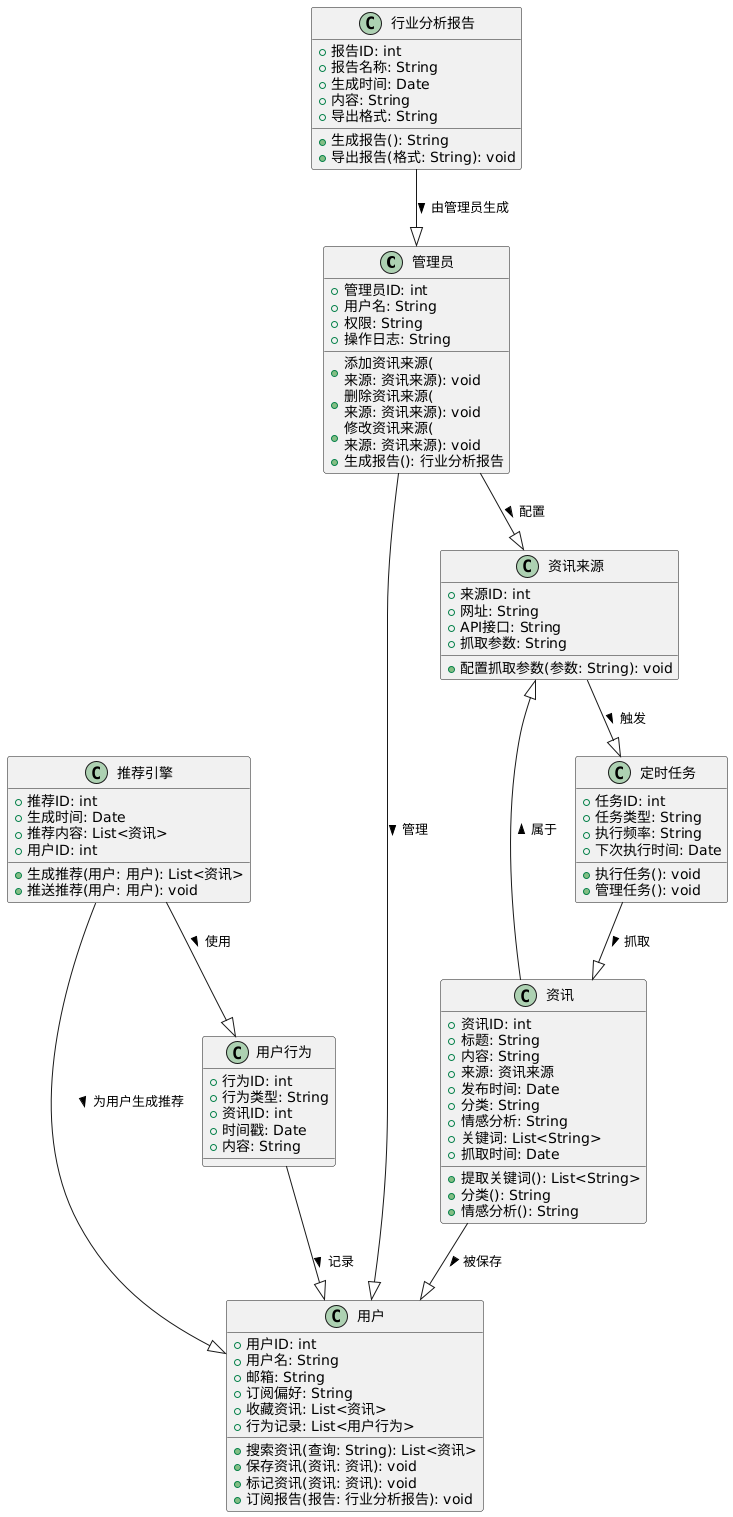 C 行业分析报告
报告ID: int
报告名称: String
生成时间: Date
内容: String
导出格式: String
生成报告(): String
导出报告(格式: String): void
由管理员生成
C 管理员
管理员ID: int
用户名: String
权限: String
操作日志: String
添加资讯来源(
来源: 资讯来源): void
删除资讯来源(
来源: 资讯来源): void
修改资讯来源(
来源: 资讯来源): void
生成报告(): 行业分析报告
配置
C 资讯来源
来源ID: int
网址: String
API接口: String
抓取参数: String
配置抓取参数(参数: String): void
触发
C 推荐引擎
推荐ID: int
生成时间: Date
推荐内容: List<资讯>
用户ID: int
生成推荐(用户: 用户): List<资讯>
推送推荐(用户: 用户): void
管理
属于
C 定时任务
任务ID: int
任务类型: String
执行频率: String
下次执行时间: Date
执行任务(): void
管理任务(): void
使用
抓取
为用户生成推荐
C 用户行为
行为ID: int
行为类型: String
资讯ID: int
时间戳: Date
内容: String
C 资讯
资讯ID: int
标题: String
内容: String
来源: 资讯来源
发布时间: Date
分类: String
情感分析: String
关键词: List<String>
抓取时间: Date
提取关键词(): List<String>
分类(): String
情感分析(): String
记录
被保存
C 用户
用户ID: int
用户名: String
邮箱: String
订阅偏好: String
收藏资讯: List<资讯>
行为记录: List<用户行为>
搜索资讯(查询: String): List<资讯>
保存资讯(资讯: 资讯): void
标记资讯(资讯: 资讯): void
订阅报告(报告: 行业分析报告): void